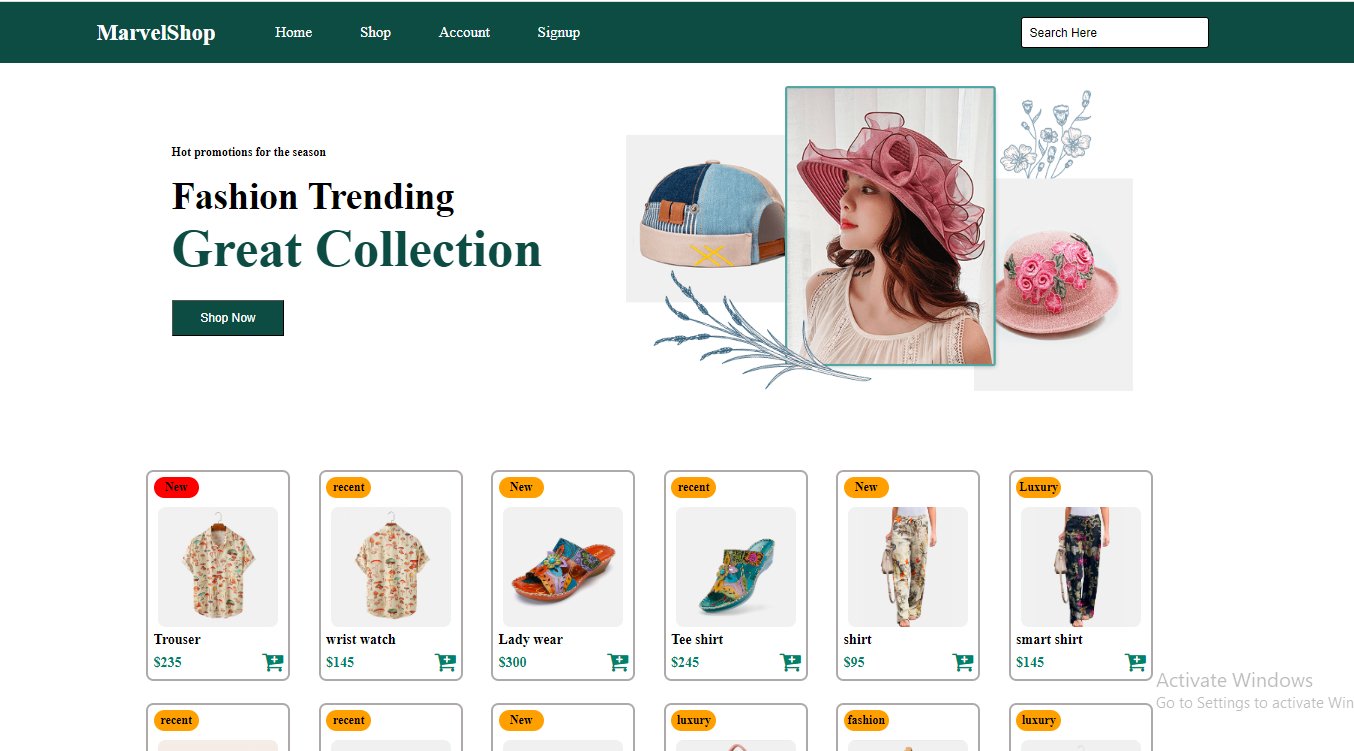 MarvelShop Home Shop Account Signup Search Here
Hot promotions for the season
Fashion Trending
Great Collection
Shop Now
New recent New recent New Luxury
Trouser wrist watch Lady wear Tee shirt shirt smart shirt
$235 $145 $300 $245 $95 $145
Activate Windows
Go to Settings to activate Win
recent recent New luxury fashion luxury